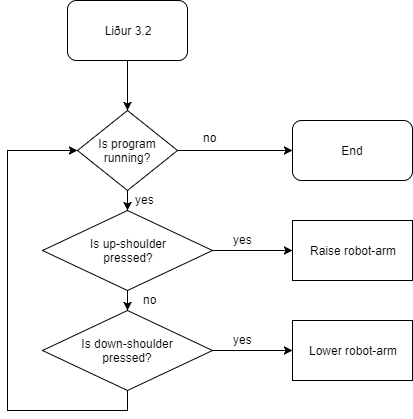 Liður 3.2
Is program
running?
no
End
yes
Is up-shoulder
pressed?
yes
Raise robot-arm
no
Is down-shoulder
pressed?
yes
Lower robot-arm